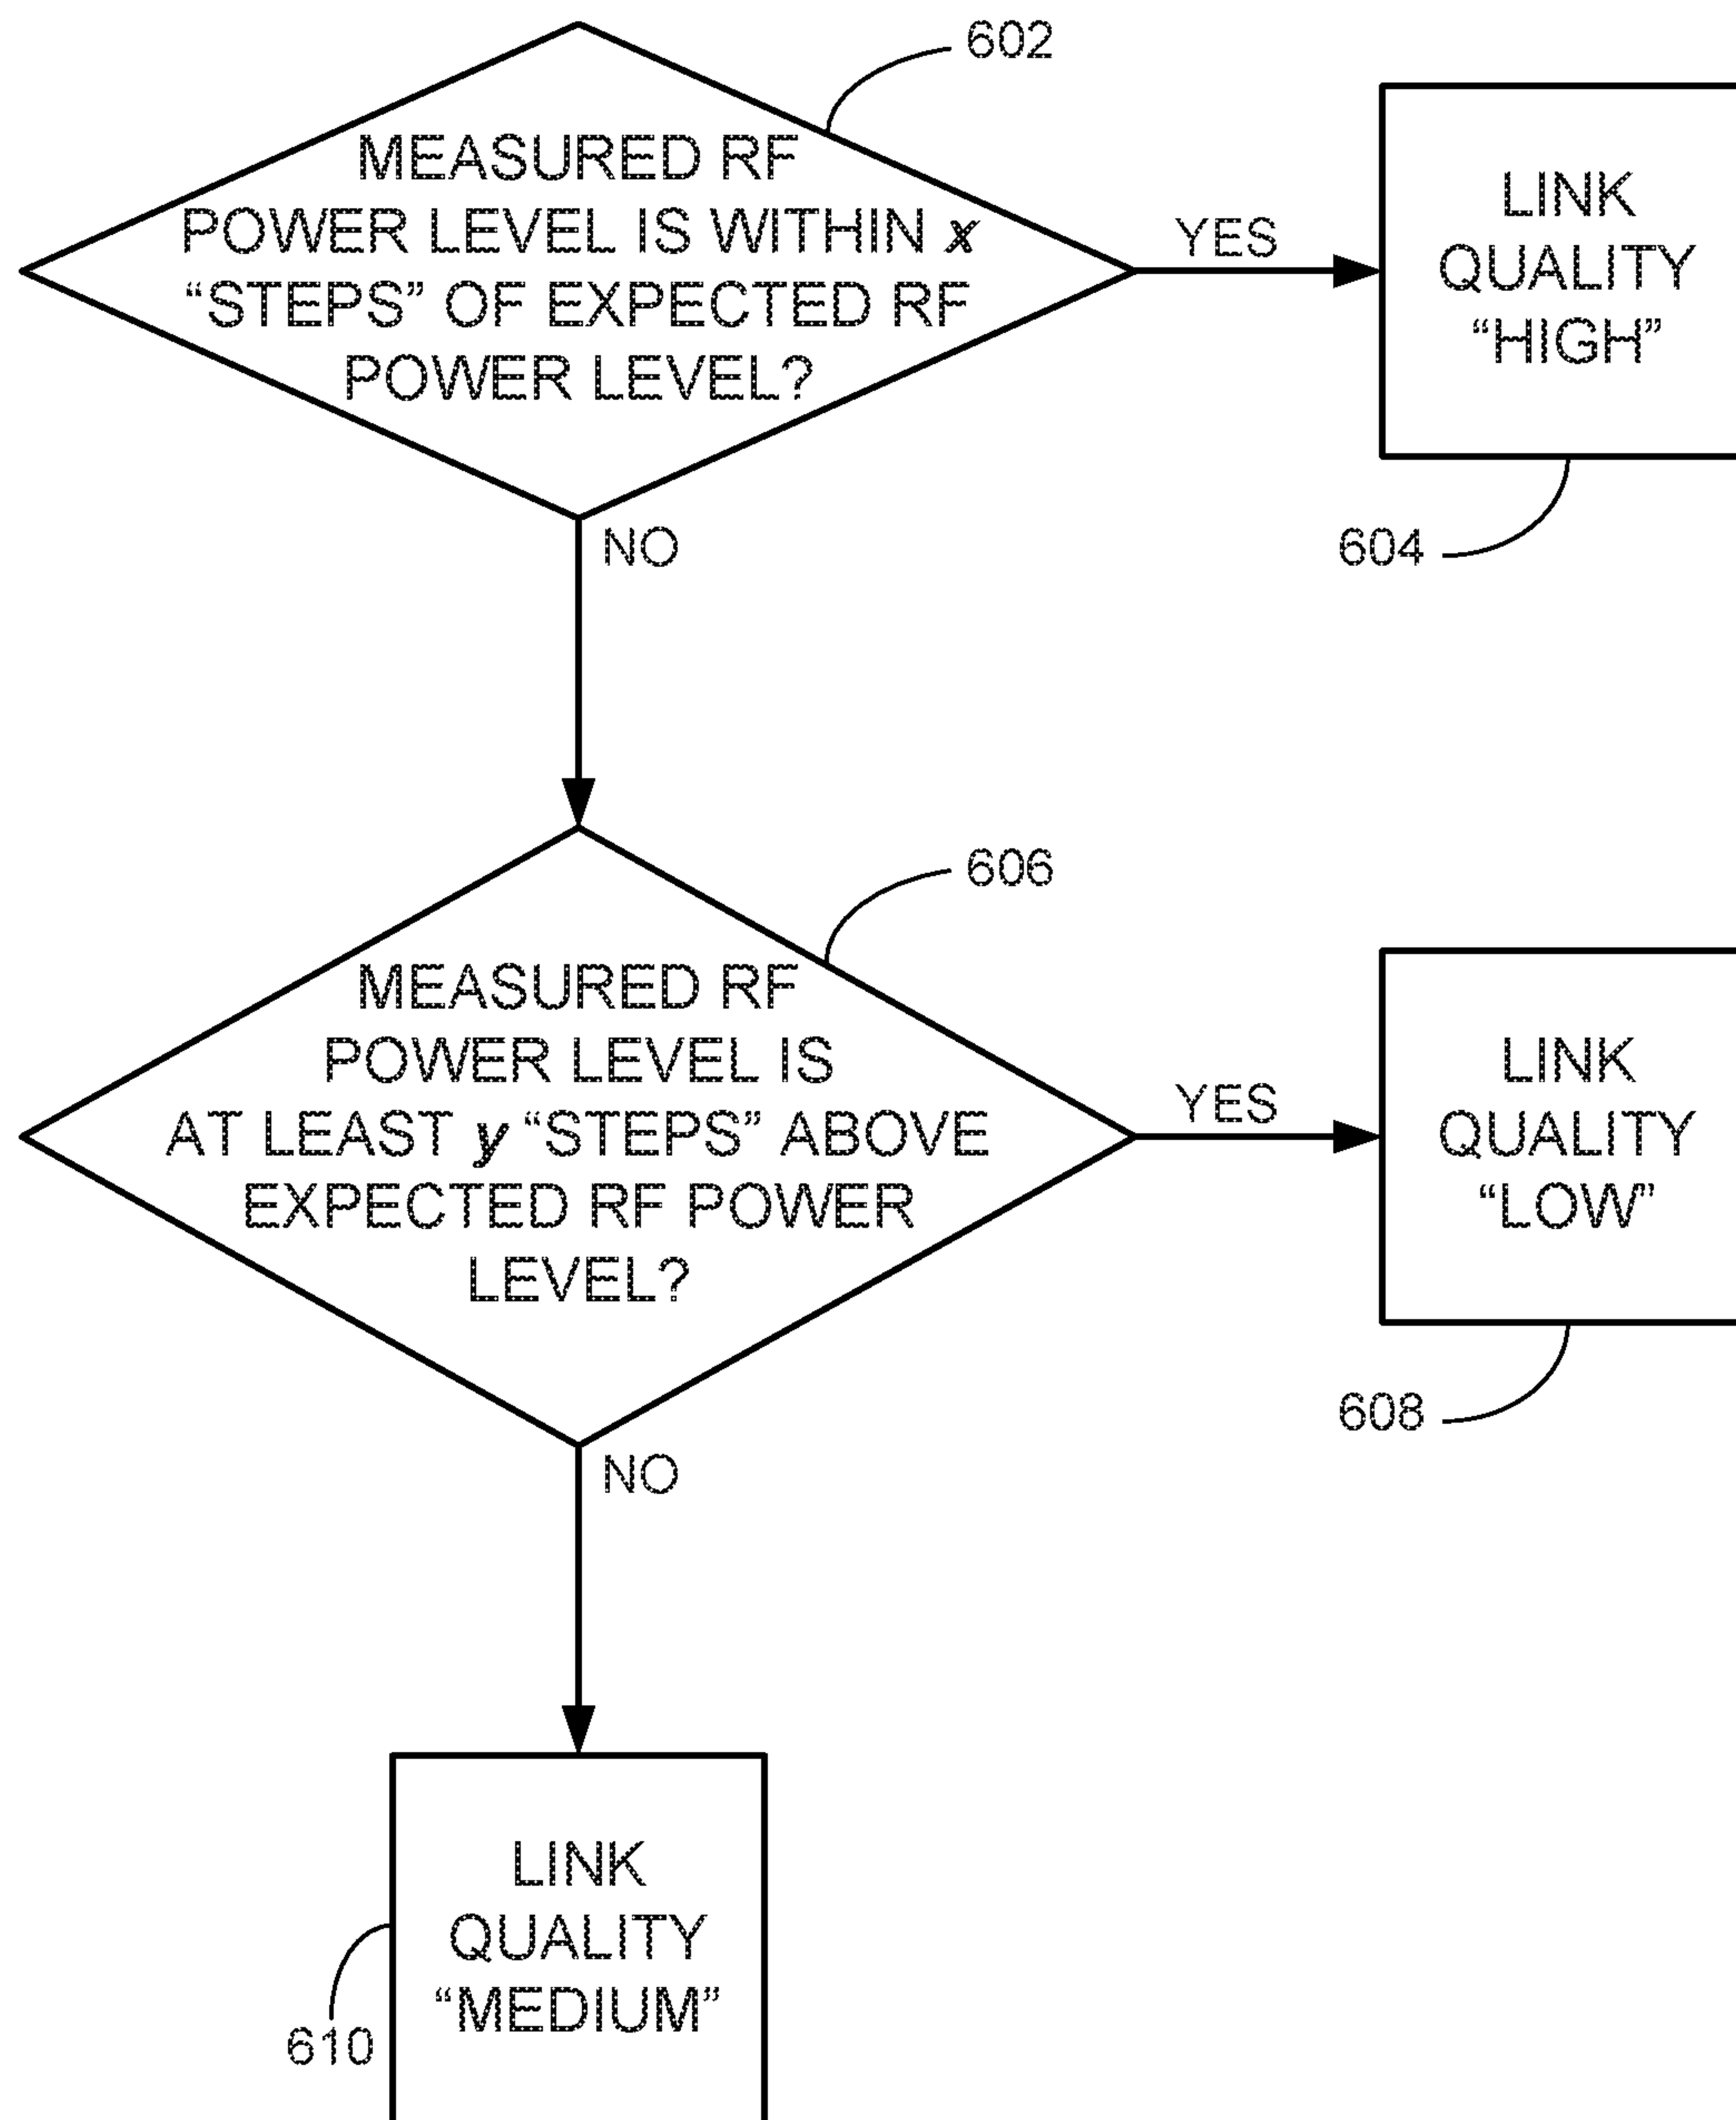 602
MEASURED RF
POWER LEVEL IS WITHIN x
“STEPS” OF EXPECTED RF
POWER LEVEL?
YES
LINK
QUALITY
“HIGH”
604
NO
606
MEASURED RF
POWER LEVEL IS
AT LEAST y “STEPS” ABOVE
EXPECTED RF POWER
LEVEL?
YES
LINK
QUALITY
“LOW”
608
NO
LINK
QUALITY
“MEDIUM”
610